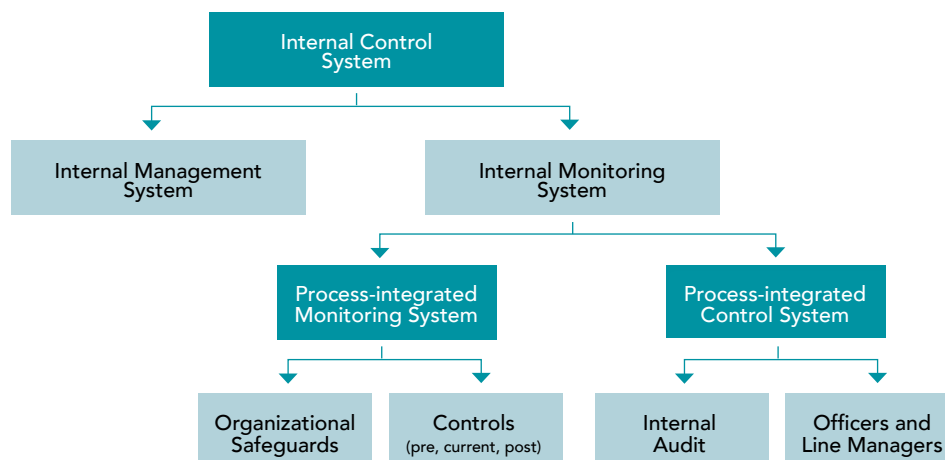 Internal Control
System
Internal Management
System
Internal Monitoring
System
Process-integrated
Monitoring System
Process-integrated
Control System
Organizational
Safeguards
Controls
(pre, current, post)
Internal
Audit
Officers and
Line Managers